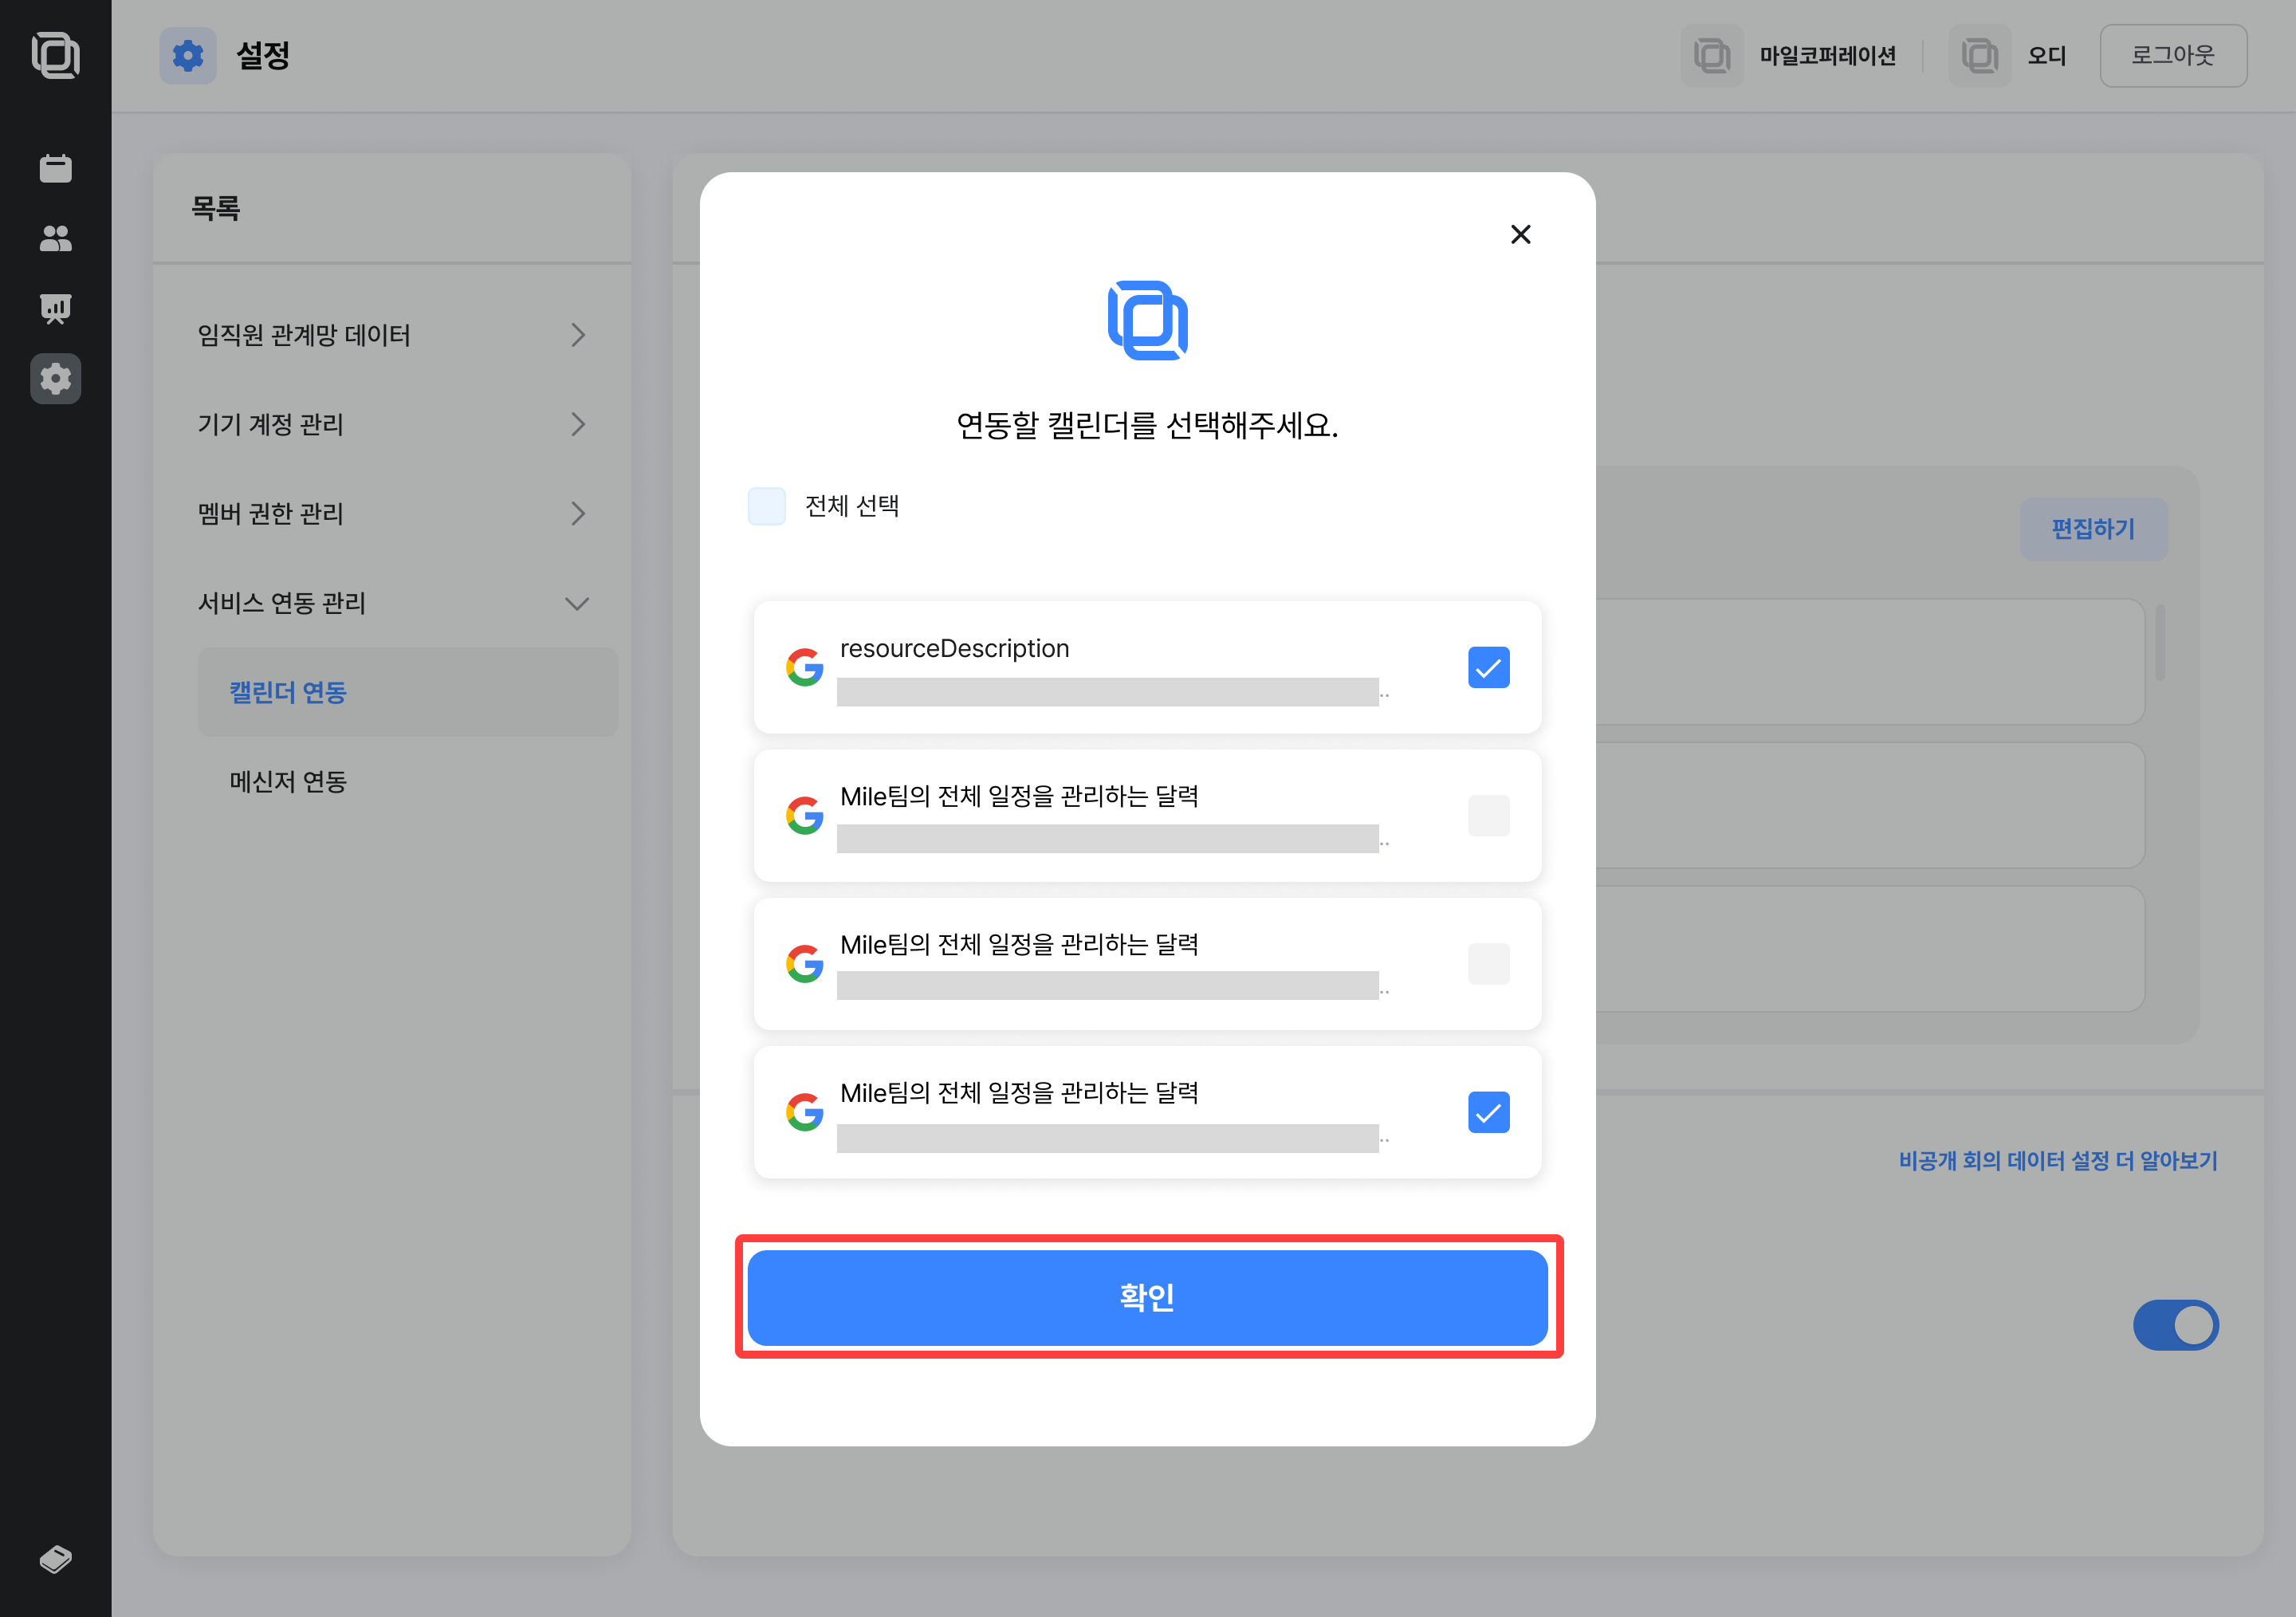 설정
마일코퍼레이션
오디
로그아웃
목록
임직원 관계망 데이터
기기 계정 관리
멤버 권한 관리
서비스 연동 관리
캘린더 연동
메신저 연동
연동할 캘린더를 선택해주세요.
전체 선택
resourceDescription
..
Mile팀의 전체 일정을 관리하는 달력
..
Mile팀의 전체 일정을 관리하는 달력
..
Mile팀의 전체 일정을 관리하는 달력
..
확인
편집하기
비공개 회의 데이터 설정 더 알아보기